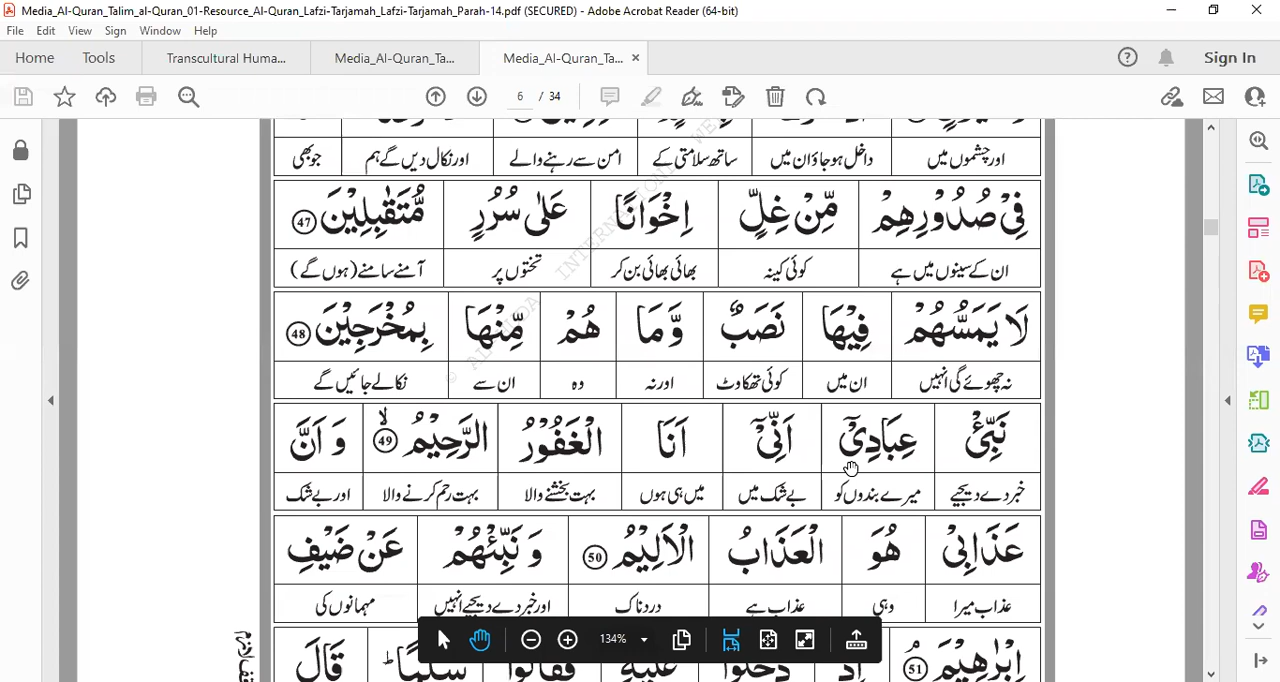 Media_Al-Quran_Talim_al-Quran_01-Resource_Al-Quran_Lafzi-Tarjamah_Lafzi-Tarjamah_Parah-14.pdf (SECURED) - Adobe Acrobat Reader (64-bit)
File Edit View Sign Window Help
Home Tools Transcultural Huma... Media_Al-Quran_Ta... Media_Al-Quran_Ta... × Sign In
6 / 34
اور چشموں میں داخل ہو جاؤ ان میں ساتھ سلامتی کے امن سے رہنے والے اور نکال دیں گے ہم جو بھی
فِیْ صُدُوْرِهِمْ مِّنْ غِلٍّ اِخْوَانًا عَلٰى سُرُرٍ مُّتَقٰبِلِیْنَ ﴿47﴾
ان کے سینوں میں ہے کوئی کینہ بھائی بھائی بن کر تختوں پر آمنے سامنے (ہوں گے)
لَا یَمَسُّهُمْ فِیْهَا نَصَبٌ وَّمَا هُمْ مِّنْهَا بِمُخْرَجِیْنَ ﴿48﴾
نہ چھوئے گی انہیں ان میں کوئی تھکاوٹ اور نہ وہ ان سے نکالے جائیں گے
نَبِّئْ عِبَادِیْۤ اَنِّیْۤ اَنَا الْغَفُوْرُ الرَّحِیْمُ ﴿49﴾ۙ وَ اَنَّ
خبر دے دیجیے میرے بندوں کو بے شک میں میں ہی ہوں بہت بخشنے والا بہت رحم کرنے والا اور بے شک
عَذَابِیْ هُوَ الْعَذَابُ الْاَلِیْمُ ﴿50﴾ وَ نَبِّئْهُمْ عَنْ ضَیْفِ
عذاب میرا وہی عذاب ہے دردناک اور خبر دے دیجیے انہیں مہمانوں کی
اِبْرٰهِیْمَ ﴿51﴾ۘ اِذْ دَخَلُوْا عَلَیْهِ فَقَالُوْا سَلٰمًا ؕ قَالَ
134%